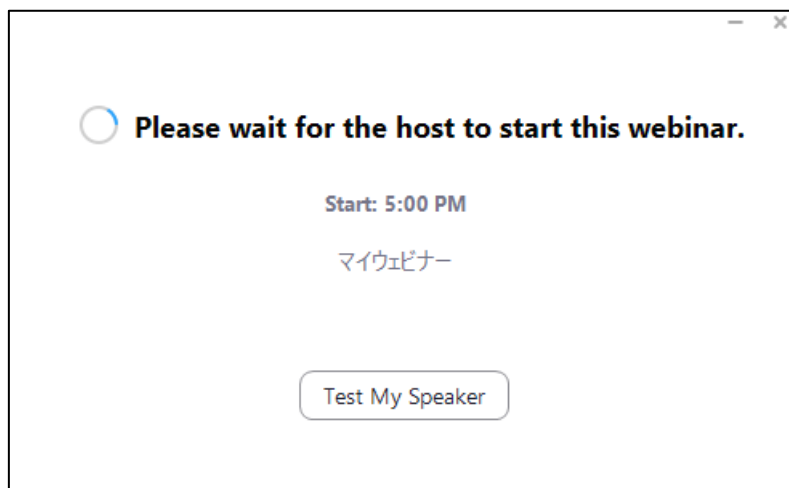 Please wait for the host to start this webinar.
Start: 5:00 PM
マイウェビナー
Test My Speaker